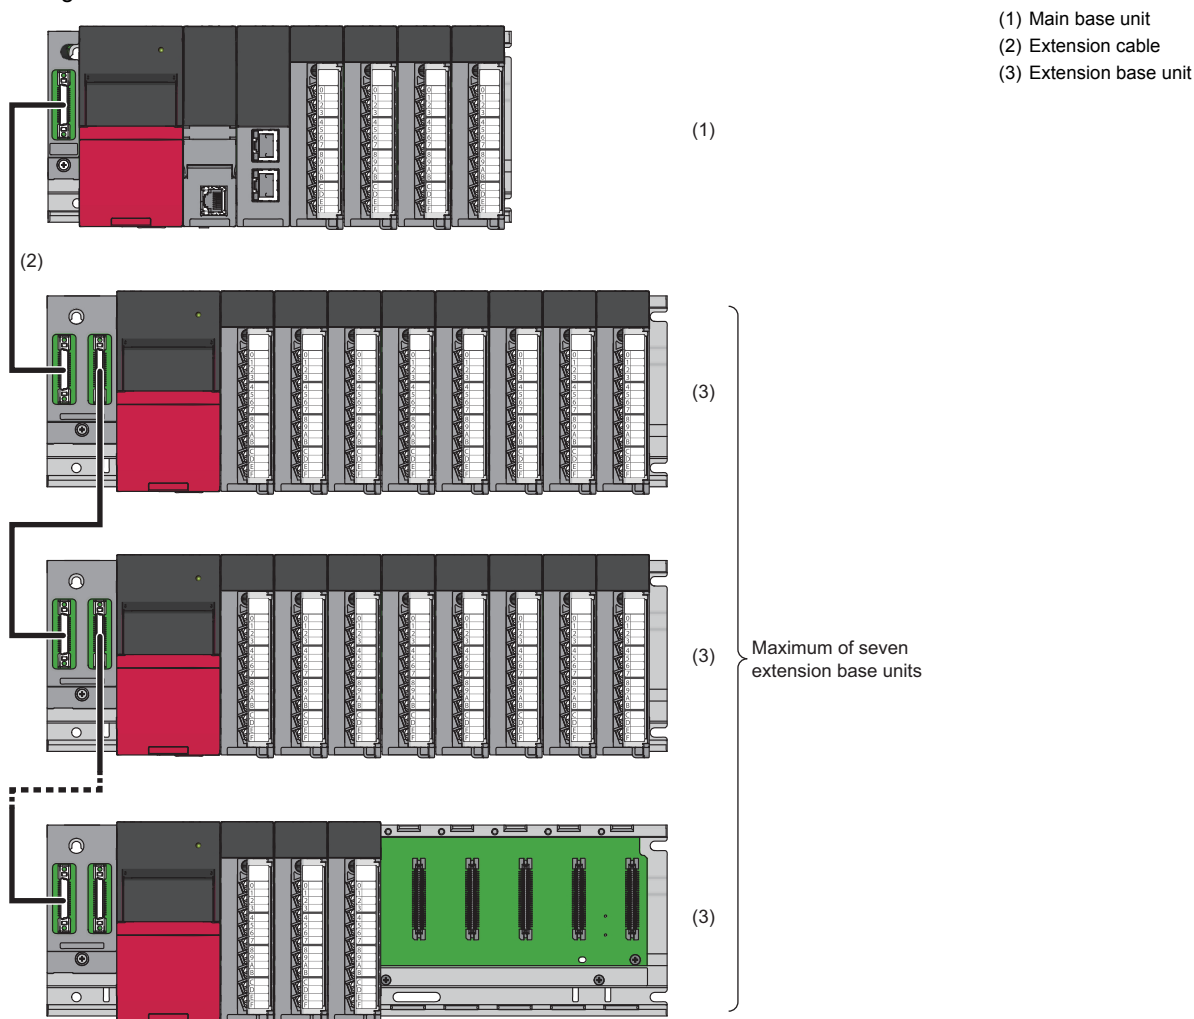 (1) Main base unit
(2) Extension cable
(3) Extension base unit
(1)
(2)
(3)
(3)
Maximum of seven
extension base units
(3)